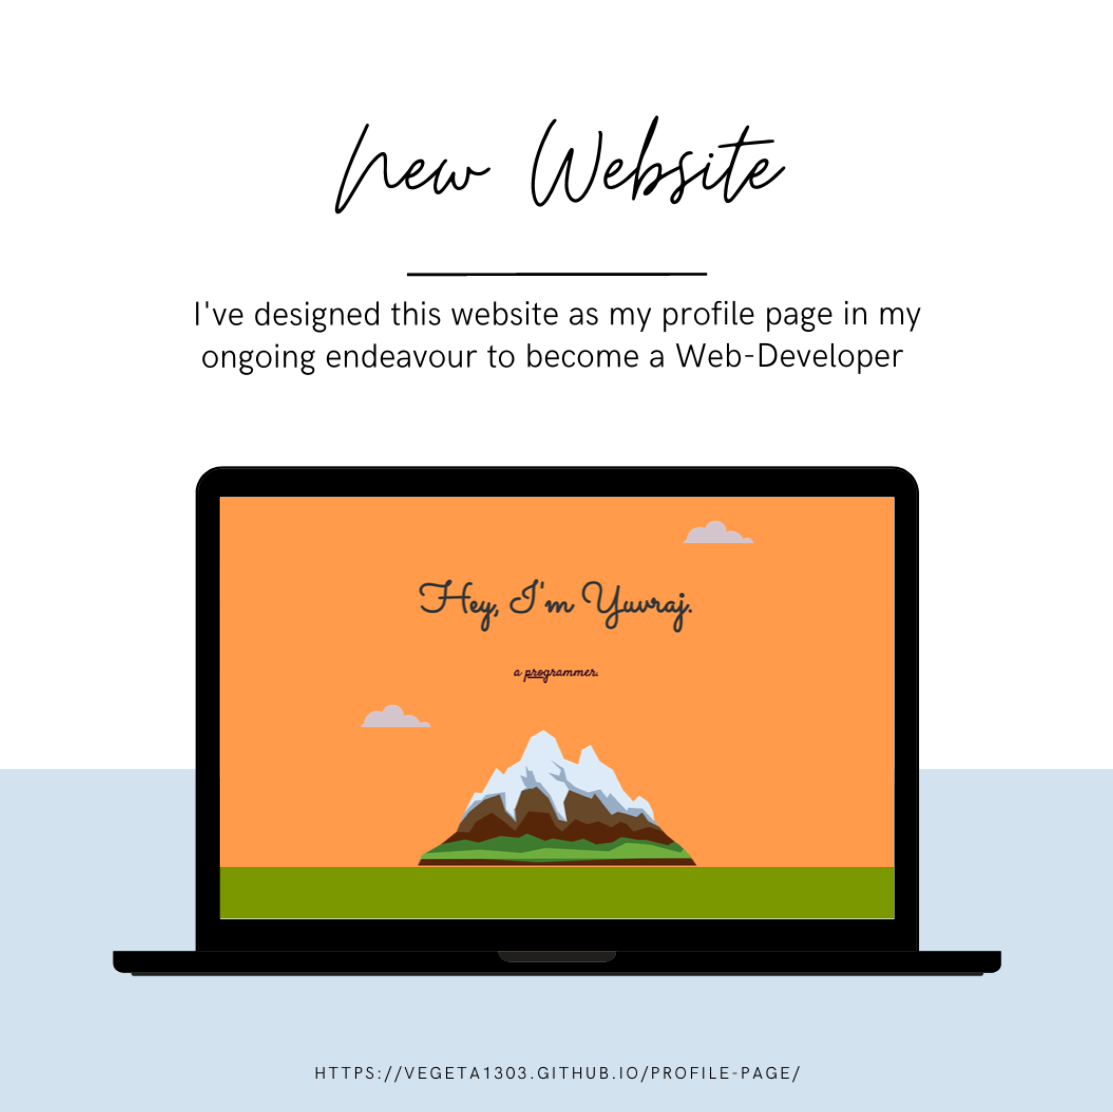 New Website
I've designed this website as my profile page in my
ongoing endeavour to become a Web-Developer
Hey, I'm Yuvraj.
a programmer.
HTTPS://VEGETA1303.GITHUB.IO/PROFILE-PAGE/